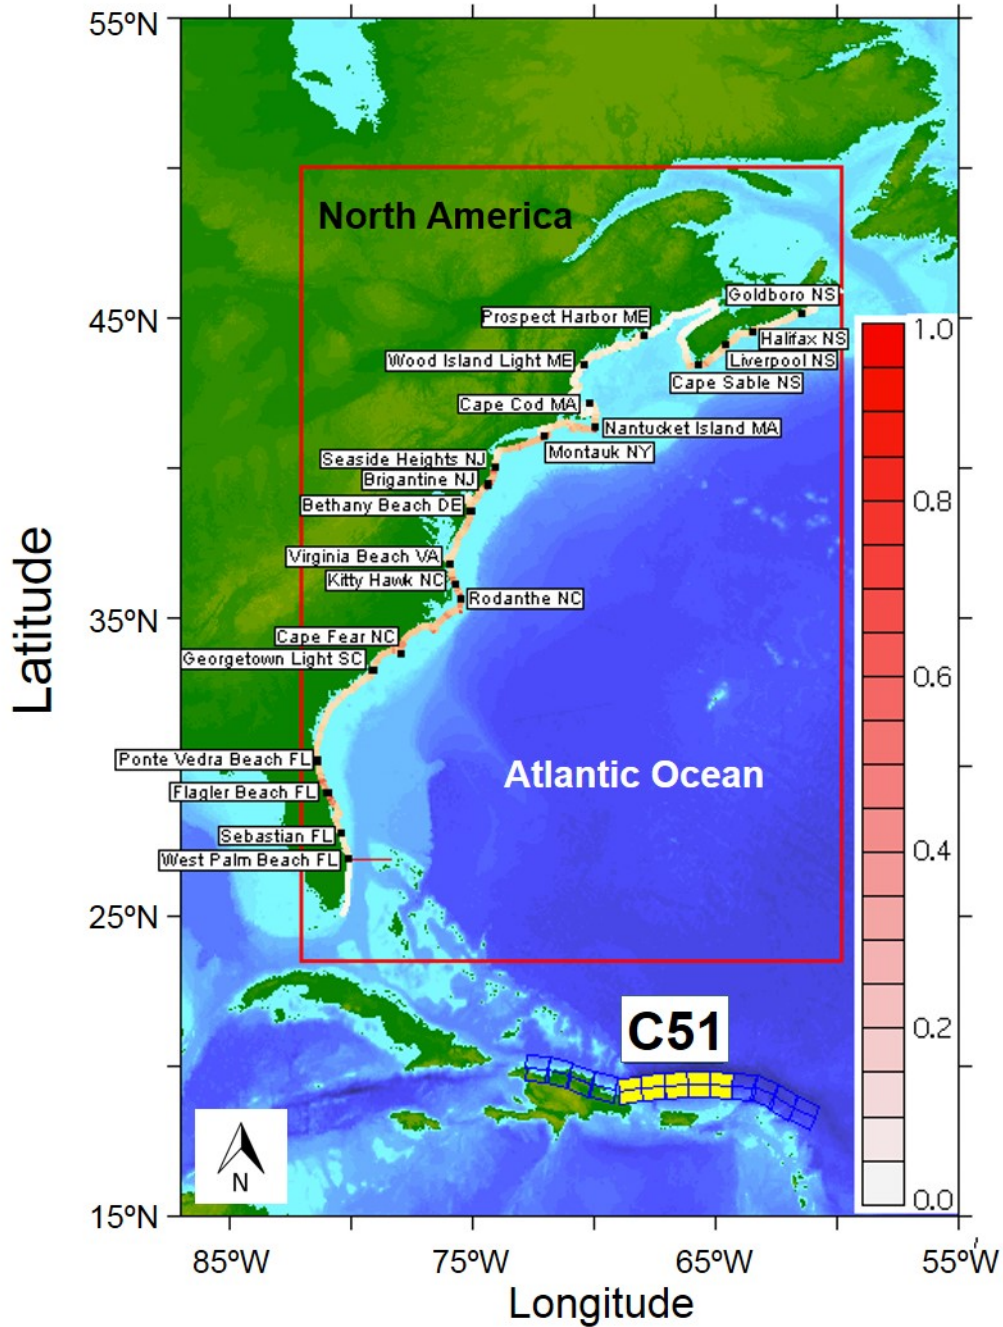 55ºN
North America
Goldboro NS
45ºN
Prospect Harbor ME
1.0
Halifax NS
Wood Island Light ME
Liverpool NS
Cape Sable NS
Cape Cod MA
Nantucket Island MA
Montauk NY
Seaside Heights NJ
Brigantine NJ
Bethany Beach DE
0.8
Virginia Beach VA
Kitty Hawk NC
Rodanthe NC
35ºN
Cape Fear NC
Georgetown Light SC
0.6
Latitude
Ponte Vedra Beach FL
Atlantic Ocean
Flagler Beach FL
Sebastian FL
West Palm Beach FL
0.4
25ºN
C51
0.2
N
0.0
15ºN
85ºW
75ºW
65ºW
55ºW
Longitude